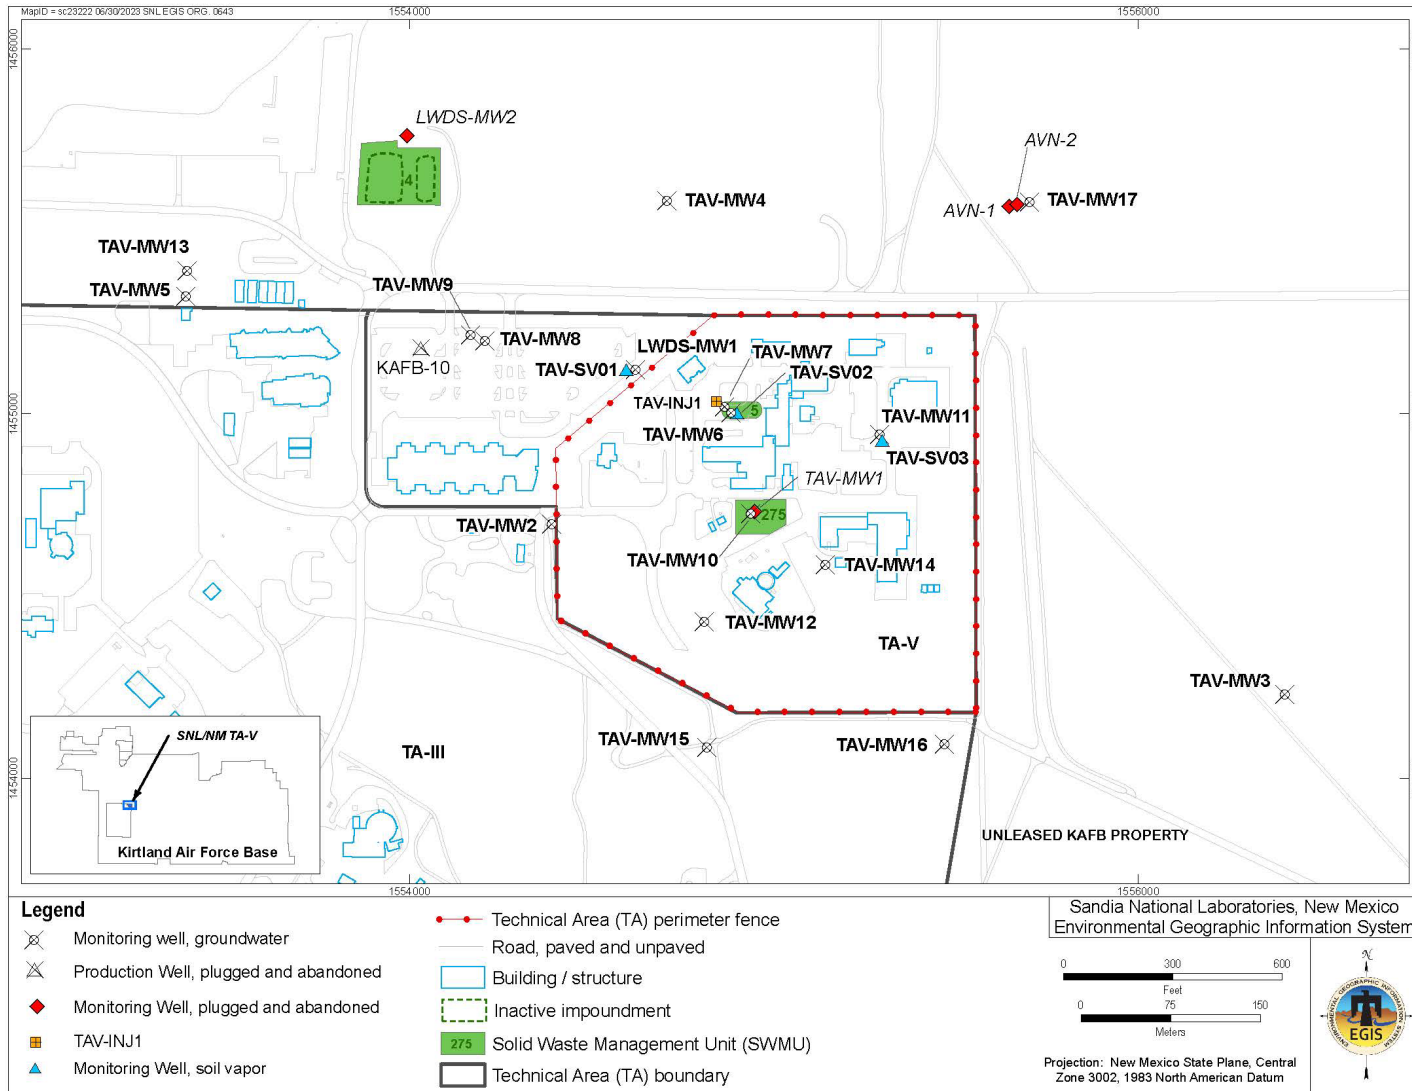 MapID = sc23222 06/30/2023 SNL EGIS ORG. 0643
1554000
1556000
1456000
LWDS-MW2
4
AVN-2
TAV-MW4
AVN-1
TAV-MW17
TAV-MW13
TAV-MW5
TAV-MW9
TAV-MW8
KAFB-10
LWDS-MW1
TAV-MW7
TAV-SV01
TAV-SV02
TAV-INJ1
5
1455000
TAV-MW11
TAV-MW6
TAV-SV03
TAV-MW1
TAV-MW2
275
TAV-MW10
TAV-MW14
TAV-MW12
TA-V
TAV-MW3
SNL/NM TA-V
TA-III
TAV-MW15
TAV-MW16
1454000
UNLEASED KAFB PROPERTY
Kirtland Air Force Base
1554000
1556000
Legend
Monitoring well, groundwater
Production Well, plugged and abandoned
Monitoring Well, plugged and abandoned
TAV-INJ1
Monitoring Well, soil vapor
Technical Area (TA) perimeter fence
Road, paved and unpaved
Building / structure
Inactive impoundment
275
Solid Waste Management Unit (SWMU)
Technical Area (TA) boundary
Sandia National Laboratories, New Mexico
Environmental Geographic Information System
0 300 600
Feet
0 75 150
Meters
Projection: New Mexico State Plane, Central
Zone 3002, 1983 North American Datum
N
ENVIRONMENTAL GEOGRAPHIC INFORMATION SYSTEM
EGIS